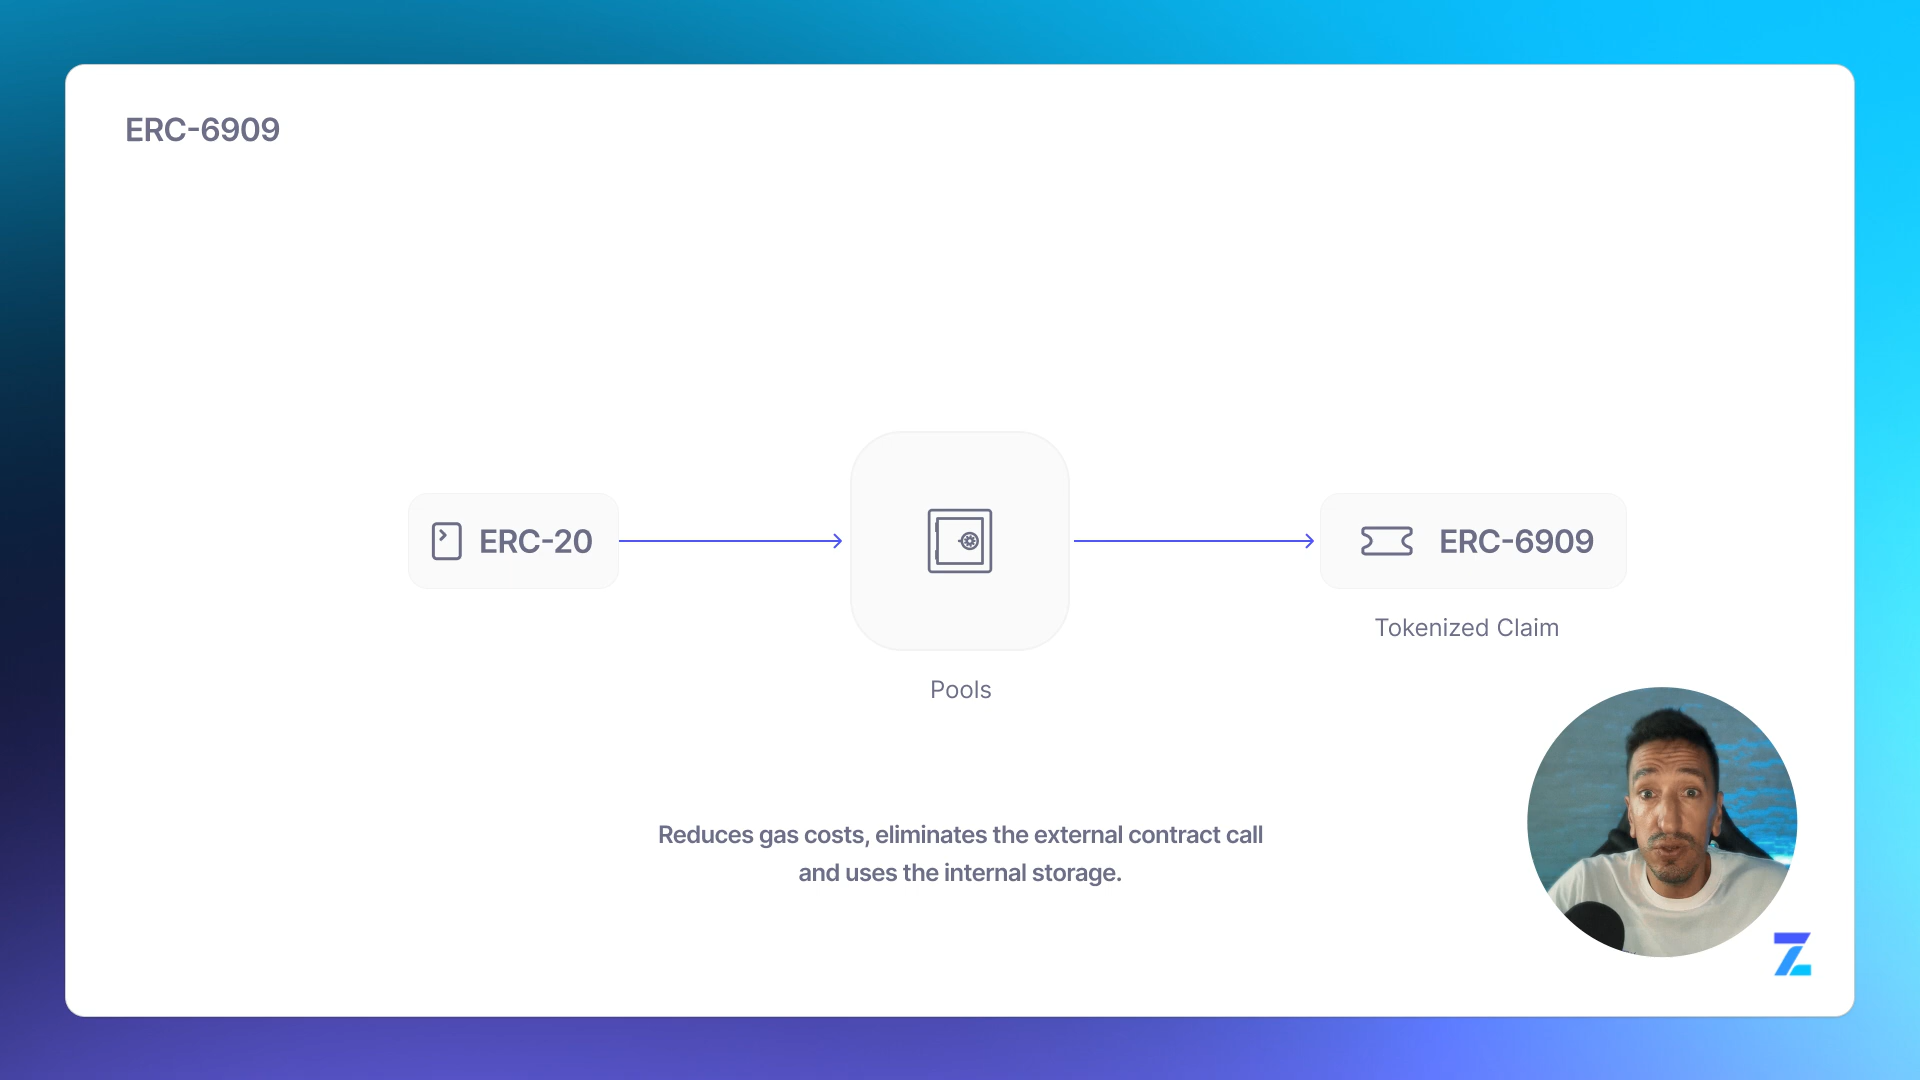 ERC-6909
ERC-20
ERC-6909
Tokenized Claim
Pools
Reduces gas costs, eliminates the external contract call
and uses the internal storage.